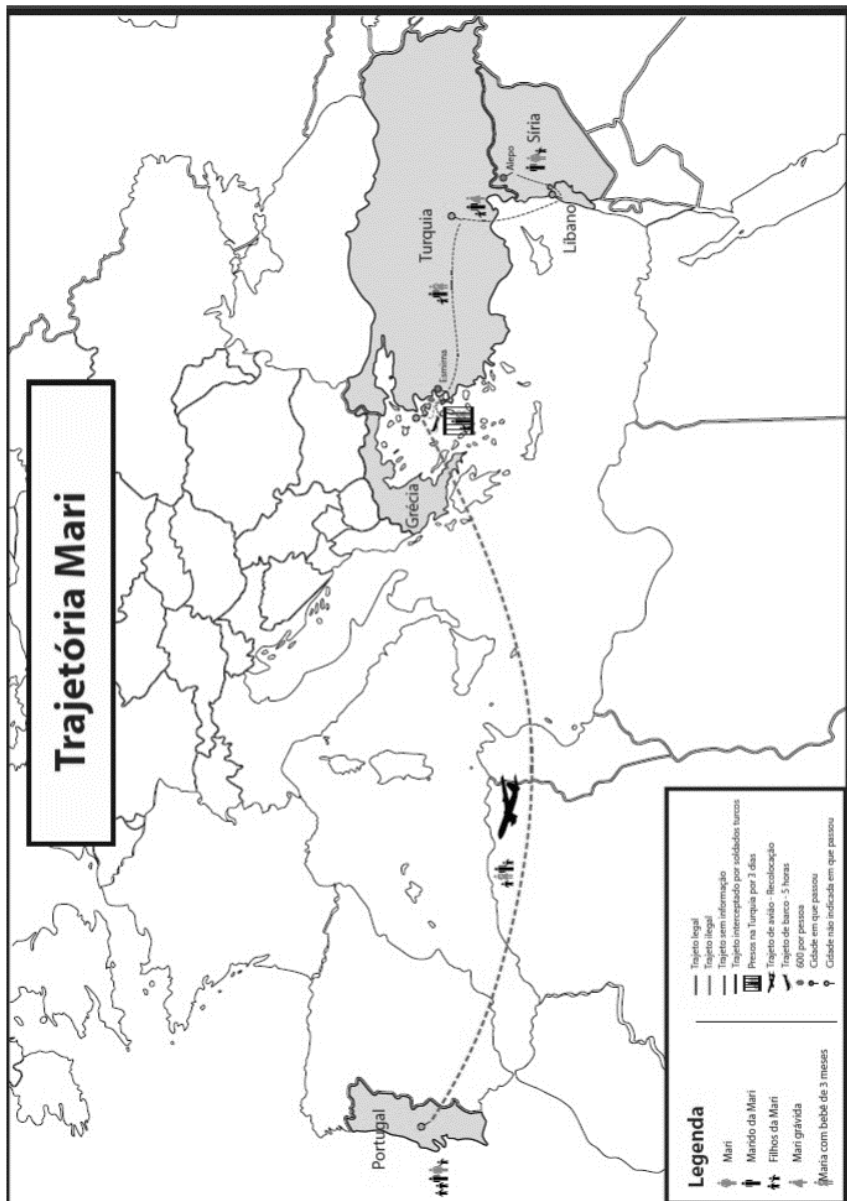 Trajetória Mari
Portugal
Grécia
Esmirna
Turquia
Alepo
Síria
Líbano
Legenda
Mari
Marido da Mari
Filhos da Mari
Mari grávida
Maria com bebê de 3 meses
Trajeto legal
Trajeto ilegal
Trajeto sem informação
Trajeto interceptado por soldados turcos
Presos na Turquia por 3 dias
Trajeto de avião - Recolocação
Trajeto de barco - 5 horas
600 por pessoa
Cidade em que passou
Cidade não indicada em que passou